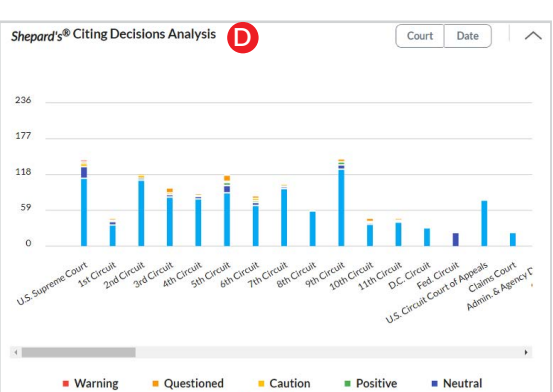 Shepard's® Citing Decisions Analysis D Court Date
236
177
118
59
0
U.S. Supreme Court
1st Circuit
2nd Circuit
3rd Circuit
4th Circuit
5th Circuit
6th Circuit
7th Circuit
8th Circuit
9th Circuit
10th Circuit
11th Circuit
D.C. Circuit
Fed. Circuit
U.S. Circuit Court of Appeals
Claims Court
Admin. & Agency D
Warning Questioned Caution Positive Neutral